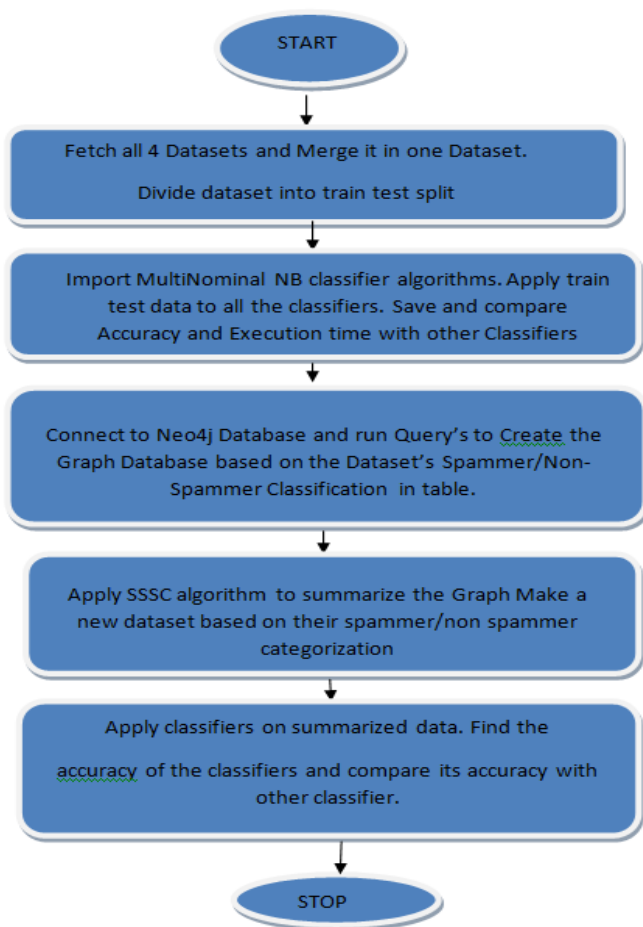 START
Fetch all 4 Datasets and Merge it in one Dataset.
Divide dataset into train test split
Import MultiNominal NB classifier algorithms. Apply train
test data to all the classifiers. Save and compare
Accuracy and Execution time with other Classifiers
Connect to Neo4j Database and run Query's to Create the
Graph Database based on the Dataset's Spammer/Non-
Spammer Classification in table.
Apply SSSC algorithm to summarize the Graph Make a
new dataset based on their spammer/non spammer
categorization
Apply classifiers on summarized data. Find the
accuracy of the classifiers and compare its accuracy with
other classifier.
STOP